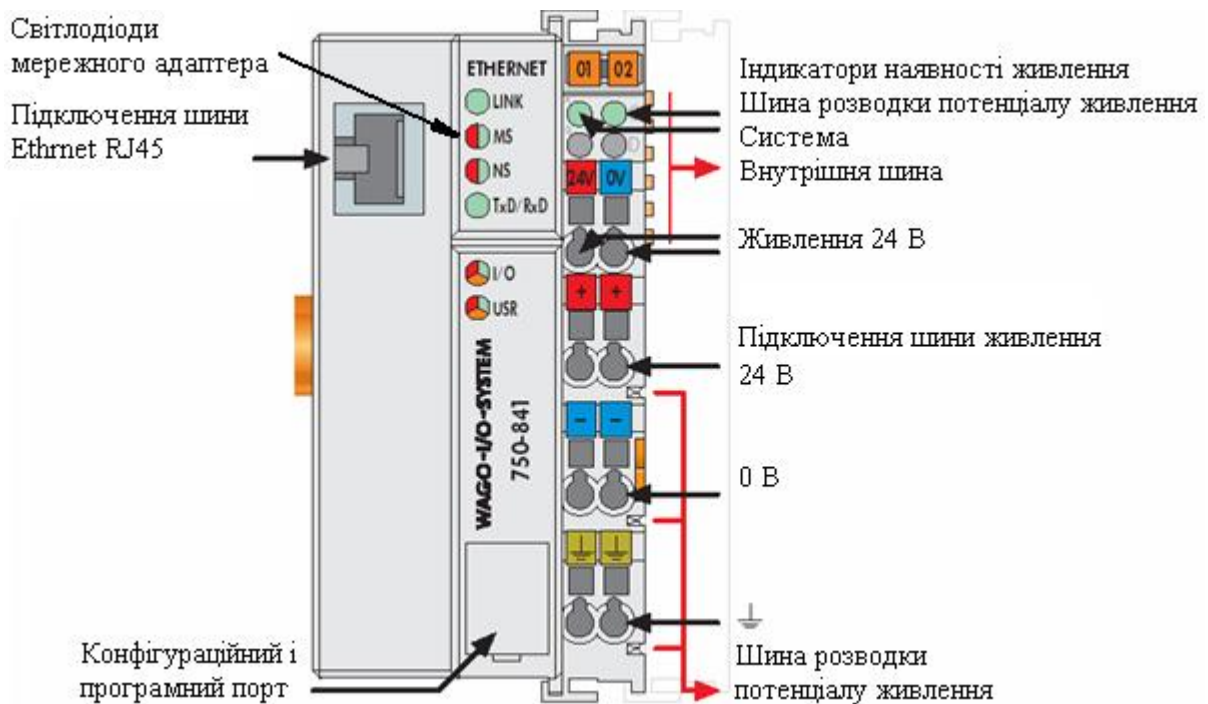 Світлодіоди
мережного адаптера
Підключення шини
Ethrnet RJ45
Конфігураційний і
програмний порт
ETHERNET
LINK
MS
NS
TxD/RxD
I/O
USR
WAGO-I/O-SYSTEM
750-841
01 02
24V 0V
+ +
− −
Індикатори наявності живлення
Шина розводки потенціалу живлення
Система
Внутрішня шина
Живлення 24 В
Підключення шини живлення
24 В
0 В
Шина розводки
потенціалу живлення